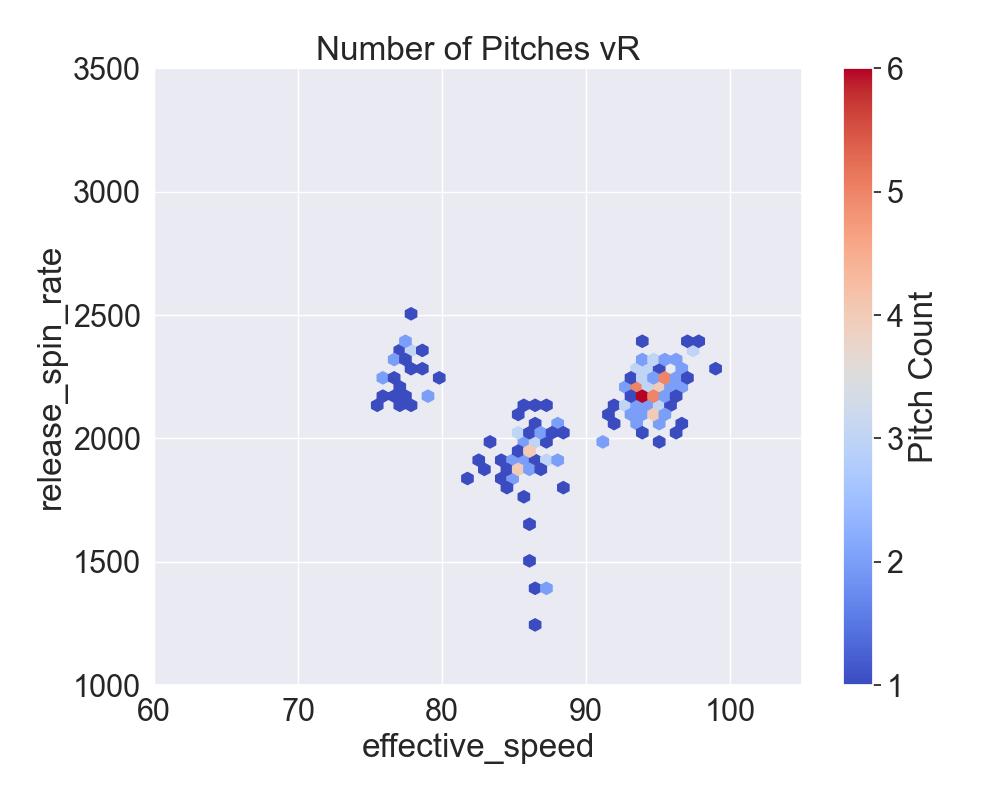 Number of Pitches vR
3500
3000
2500
2000
1500
1000
release_spin_rate
60 70 80 90 100
effective_speed
6
5
4
3
2
1
Pitch Count